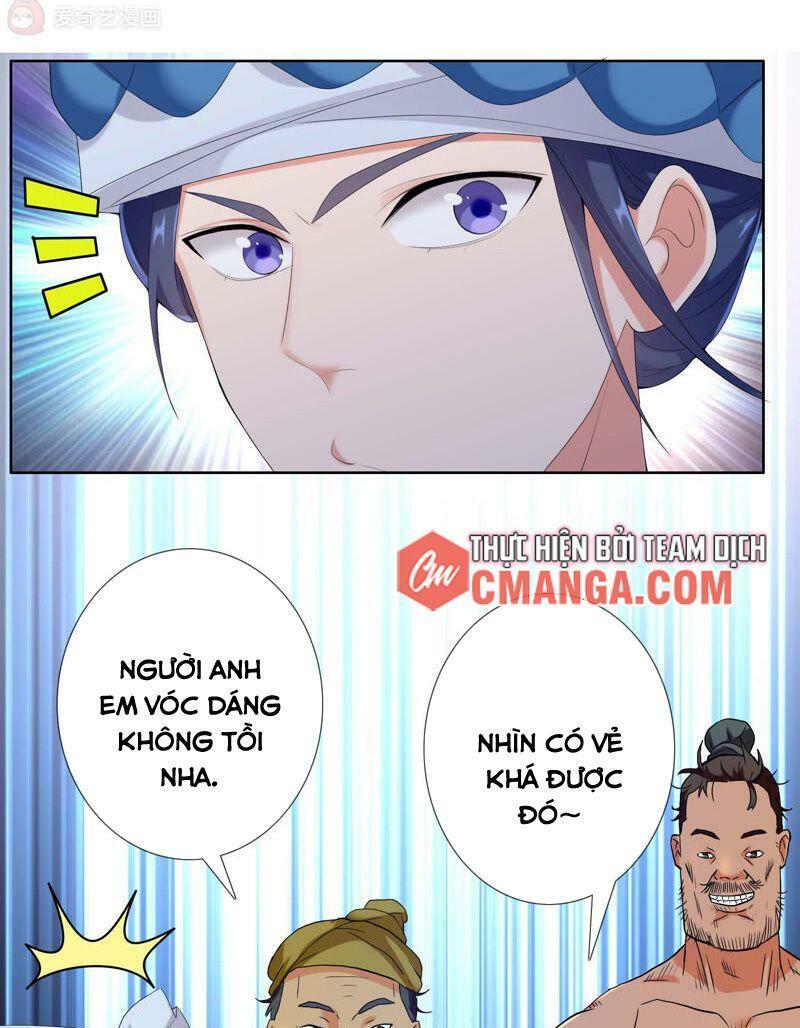 爱奇艺漫画
THỰC HIỆN BỞI TEAM DỊCH
Cm
CMANGA.COM
NGƯỜI ANH
EM VÓC DÁNG
KHÔNG TỒI
NHA.
NHÌN CÓ VẺ
KHÁ ĐƯỢC
ĐÓ~